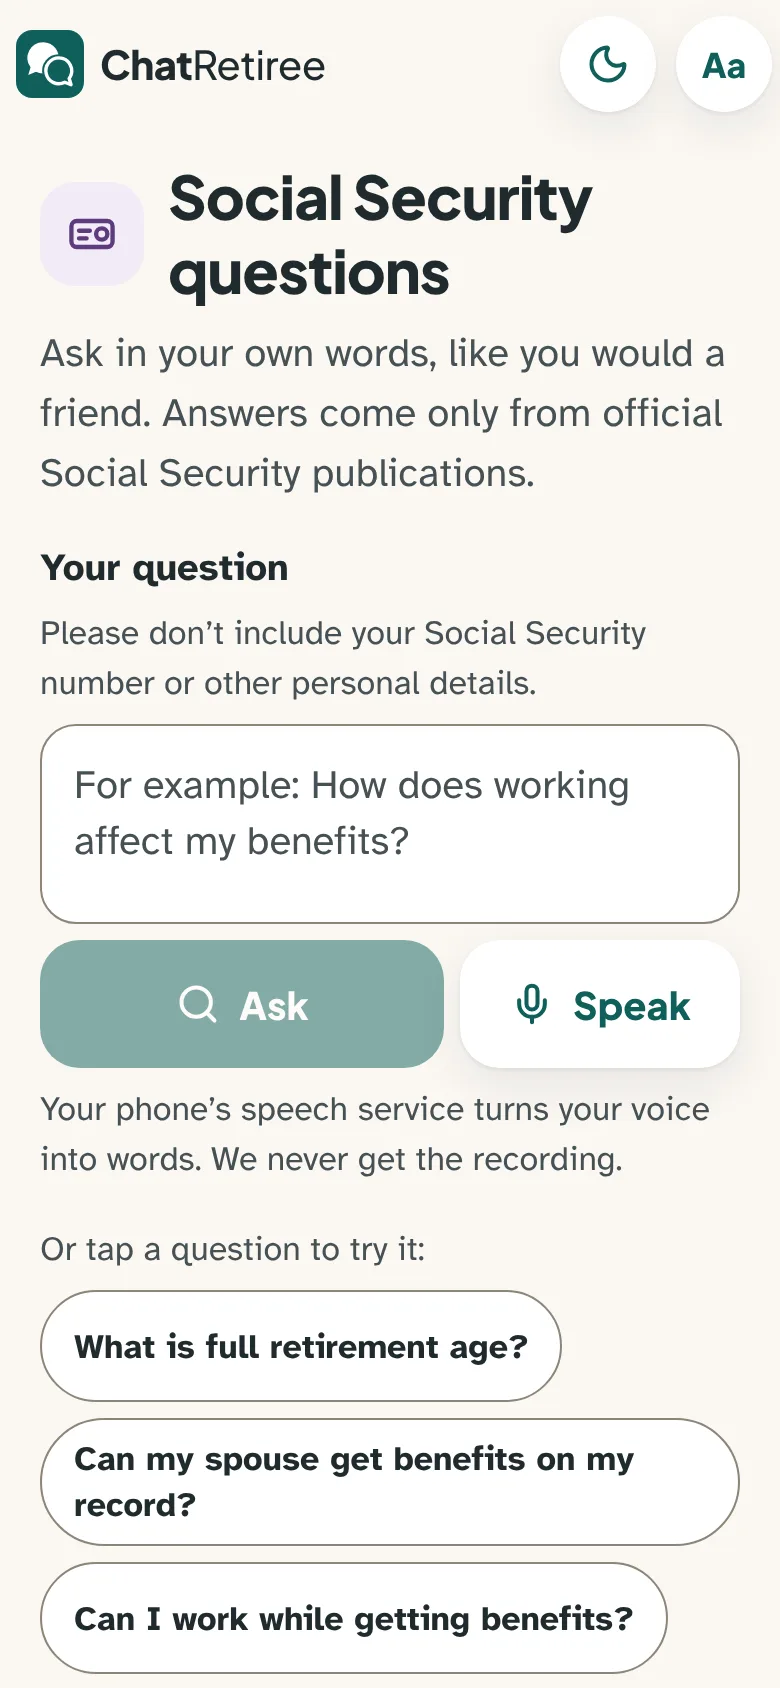 ChatRetiree
Aa
Social Security
questions
Ask in your own words, like you would a
friend. Answers come only from official
Social Security publications.
Your question
Please don’t include your Social Security
number or other personal details.
For example: How does working
affect my benefits?
Ask
Speak
Your phone’s speech service turns your voice
into words. We never get the recording.
Or tap a question to try it:
What is full retirement age?
Can my spouse get benefits on my
record?
Can I work while getting benefits?